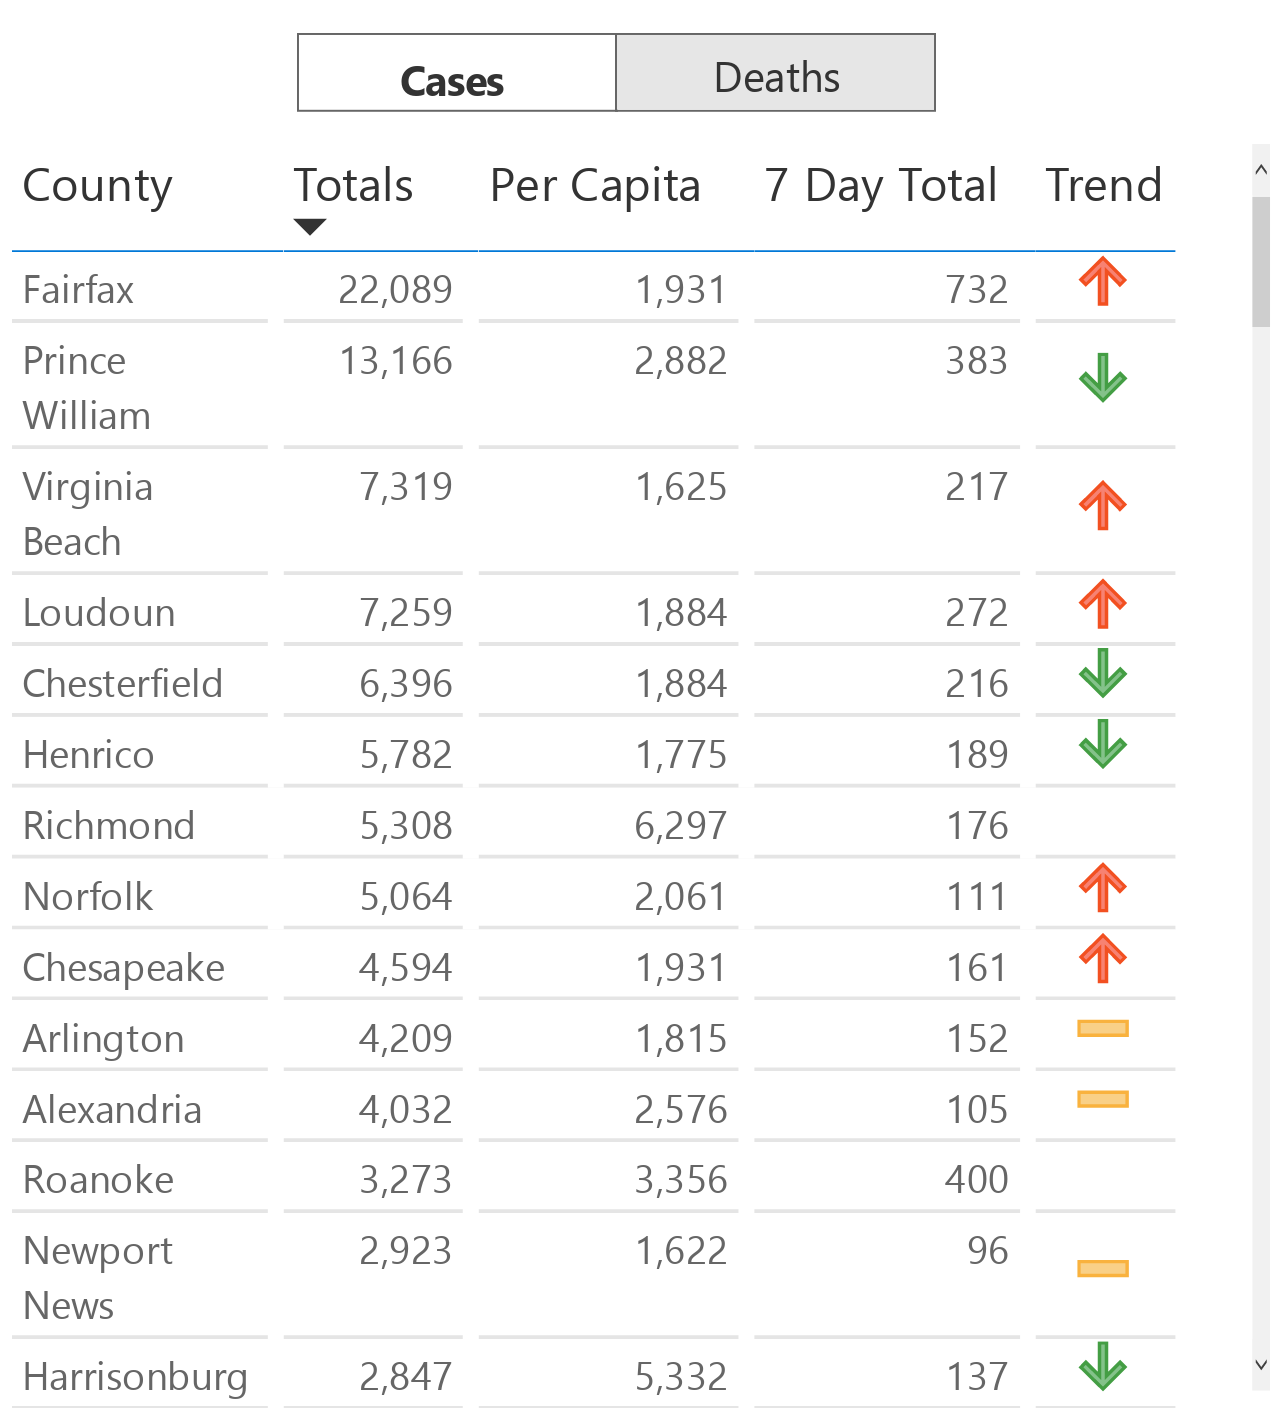 Cases Deaths
County Totals Per Capita 7 Day Total Trend
Fairfax 22,089 1,931 732
Prince 13,166 2,882 383
William
Virginia 7,319 1,625 217
Beach
Loudoun 7,259 1,884 272
Chesterfield 6,396 1,884 216
Henrico 5,782 1,775 189
Richmond 5,308 6,297 176
Norfolk 5,064 2,061 111
Chesapeake 4,594 1,931 161
Arlington 4,209 1,815 152
Alexandria 4,032 2,576 105
Roanoke 3,273 3,356 400
Newport 2,923 1,622 96
News
Harrisonburg 2,847 5,332 137